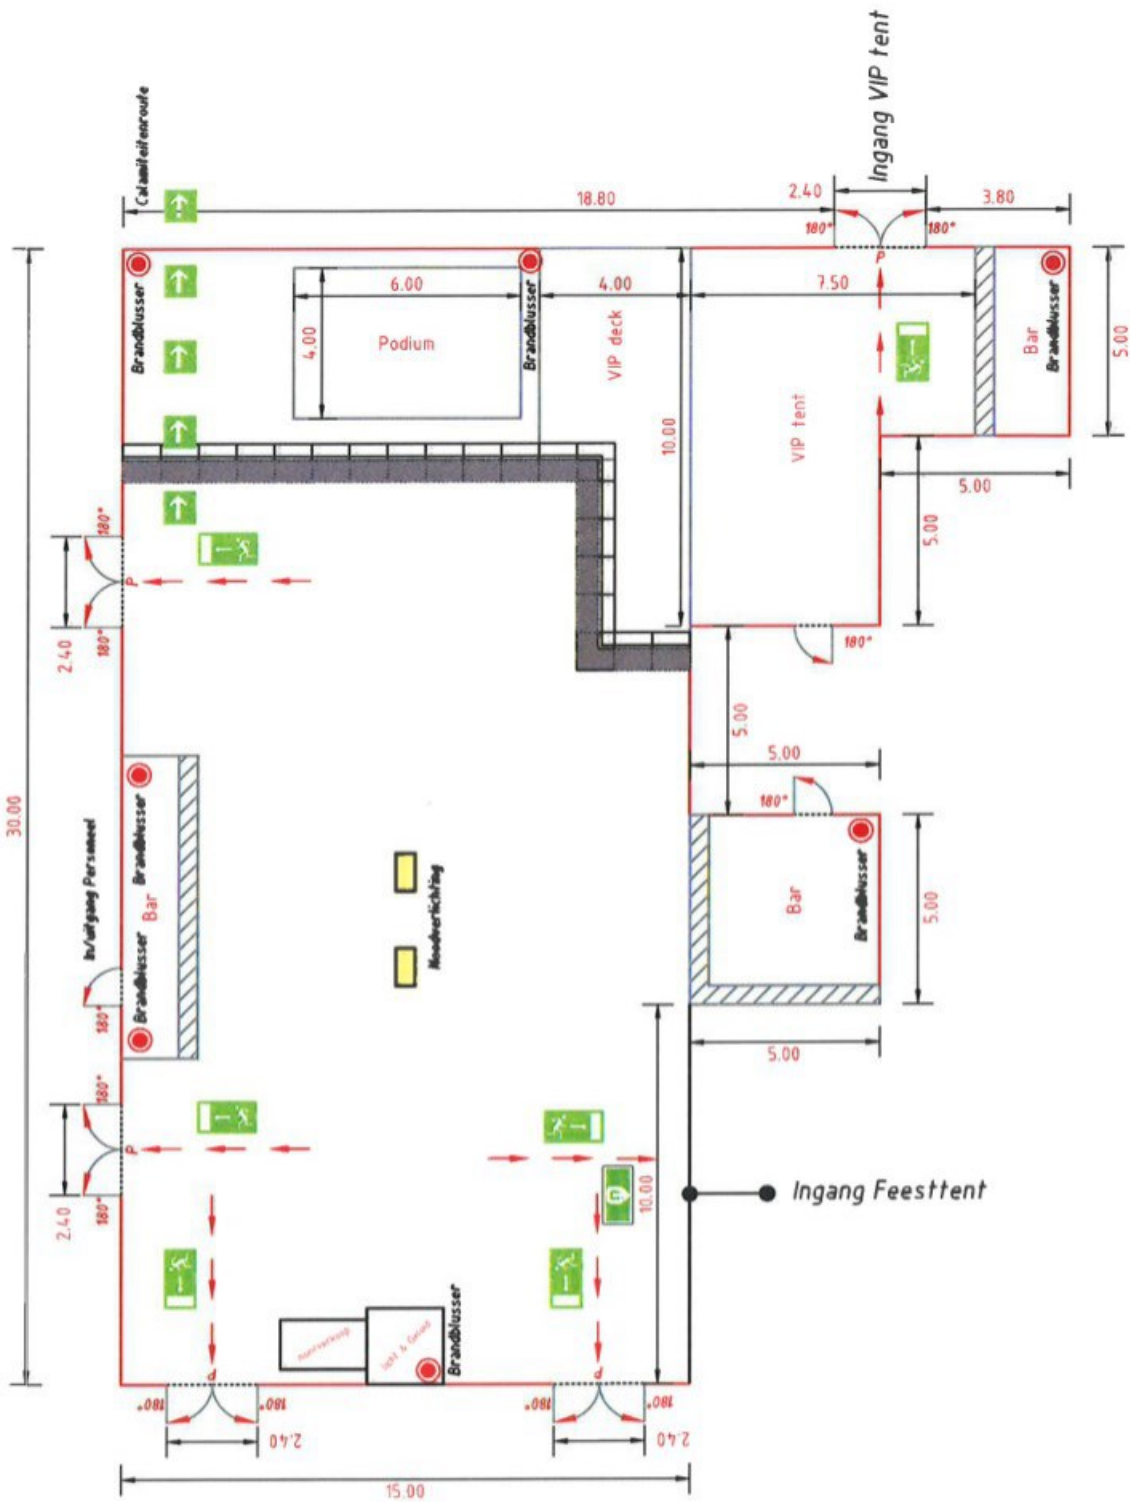 Calamiteitenroute
Ingang VIP tent
18.80
2.40
3.80
180°
180°
P
Brandblusser
6.00
4.00
Podium
Brandblusser
4.00
VIP deck
10.00
7.50
VIP tent
Bar
Brandblusser
5.00
5.00
5.00
180°
180°
P
2.40
180°
30.00
5.00
5.00
180°
In/uitgang Personeel
Brandblusser
Bar
Brandblusser
180°
Noodverlichting
Bar
Brandblusser
5.00
5.00
180°
P
2.40
180°
10.00
Ingang Feesttent
Licht & Geluid
Brandblusser
P
180°
180°
2.40
P
180°
180°
2.40
15.00